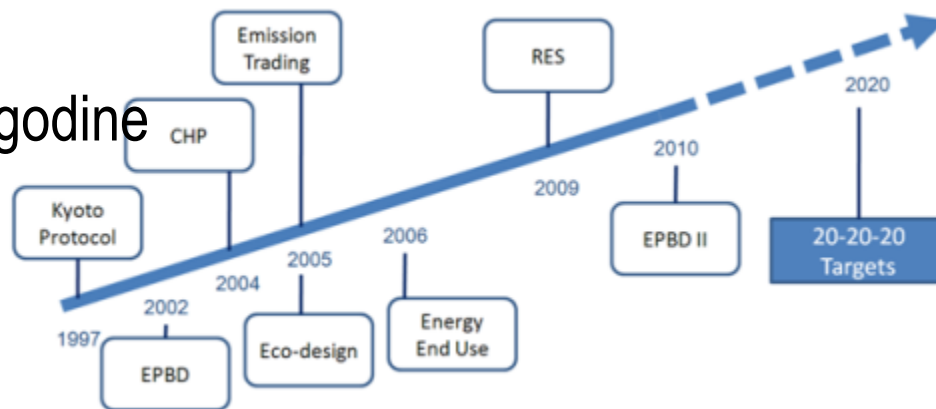 godine
Kyoto
Protocol
1997
2002
EPBD
CHP
2004
Emission
Trading
2005
Eco-design
2006
Energy
End Use
RES
2009
2010
EPBD II
2020
20-20-20
Targets